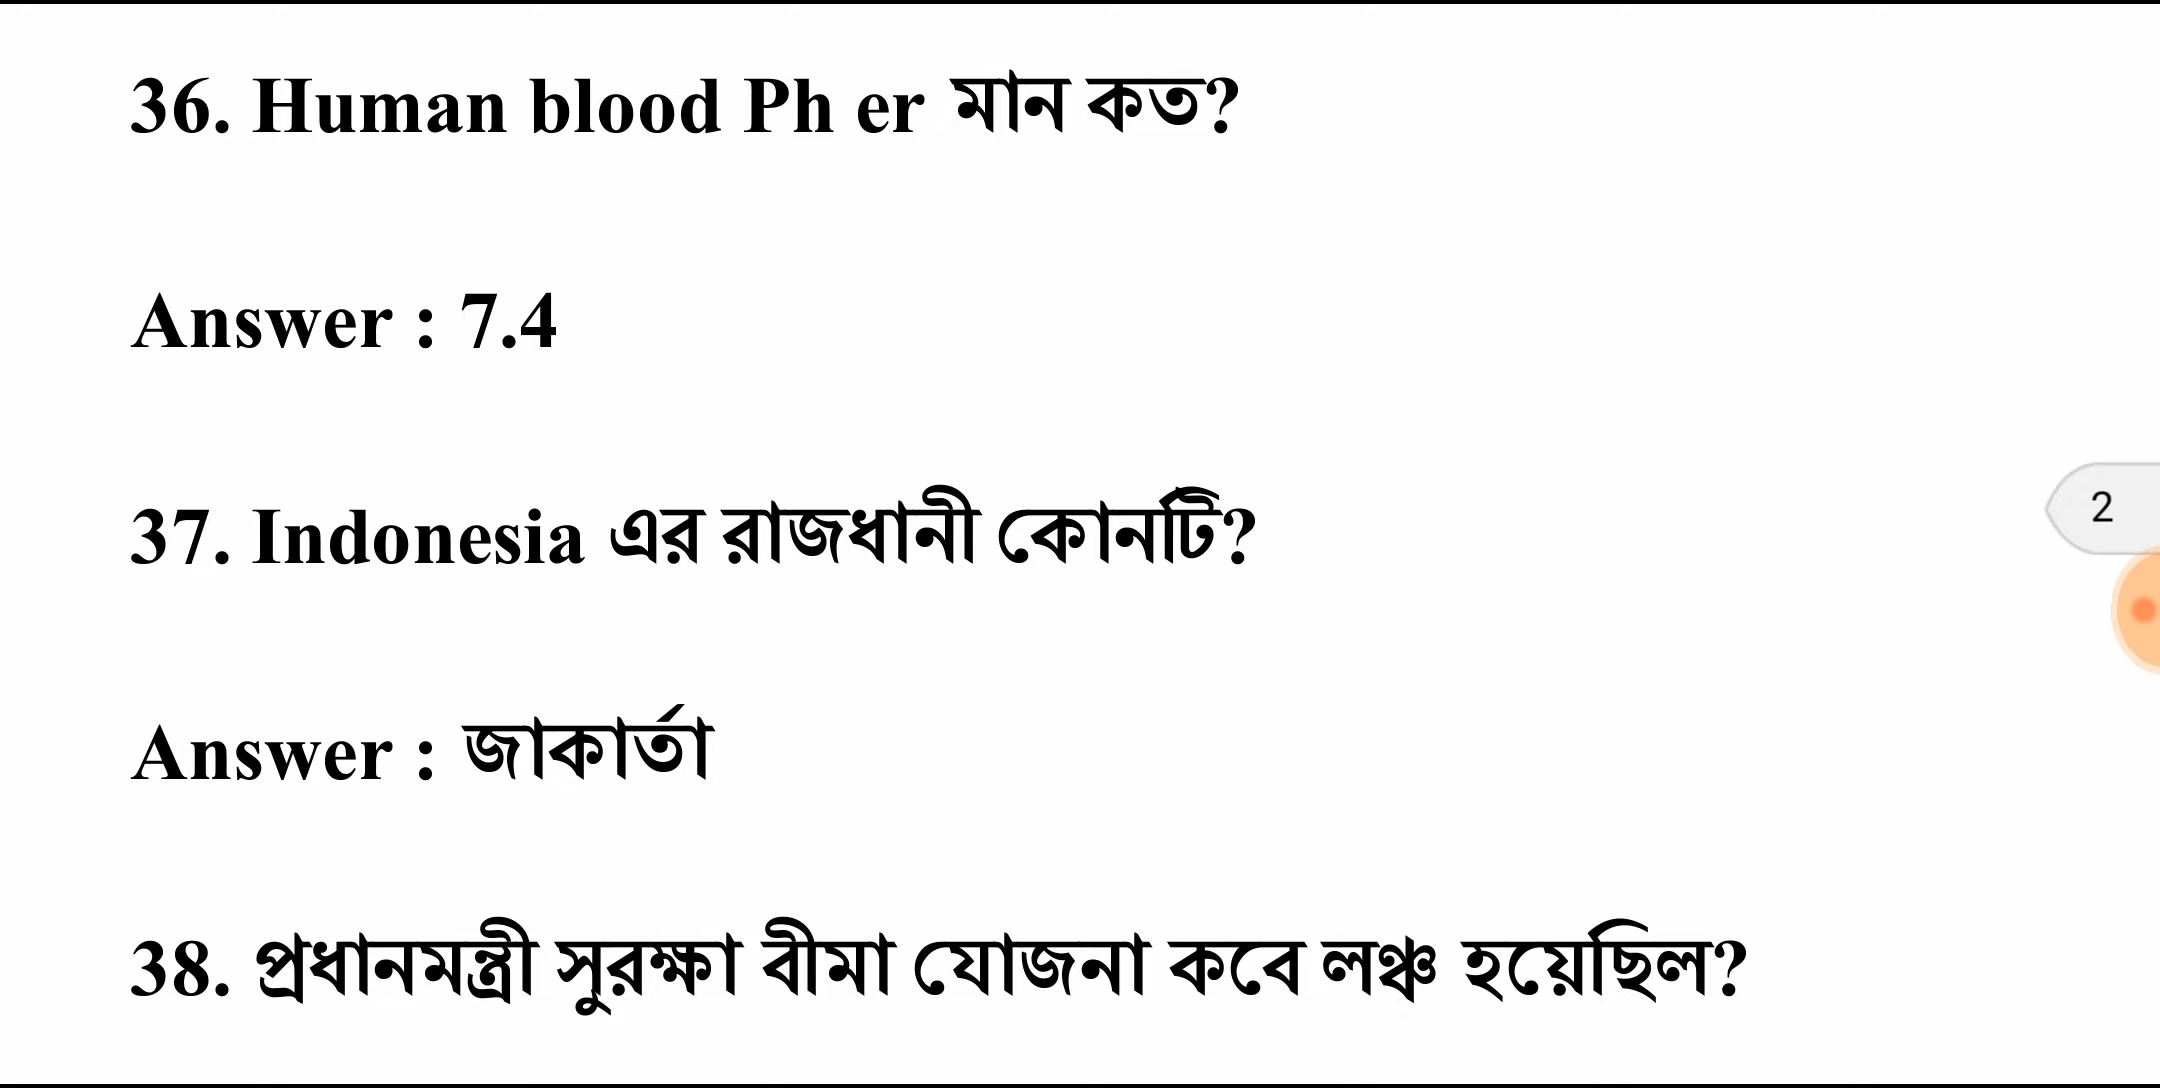 36. Human blood Ph er মান কত?
Answer : 7.4
37. Indonesia এর রাজধানী কোনটি?
2
Answer : জাকার্তা
38. প্রধানমন্ত্রী সুরক্ষা বীমা যোজনা কবে লঞ্চ হয়েছিল?